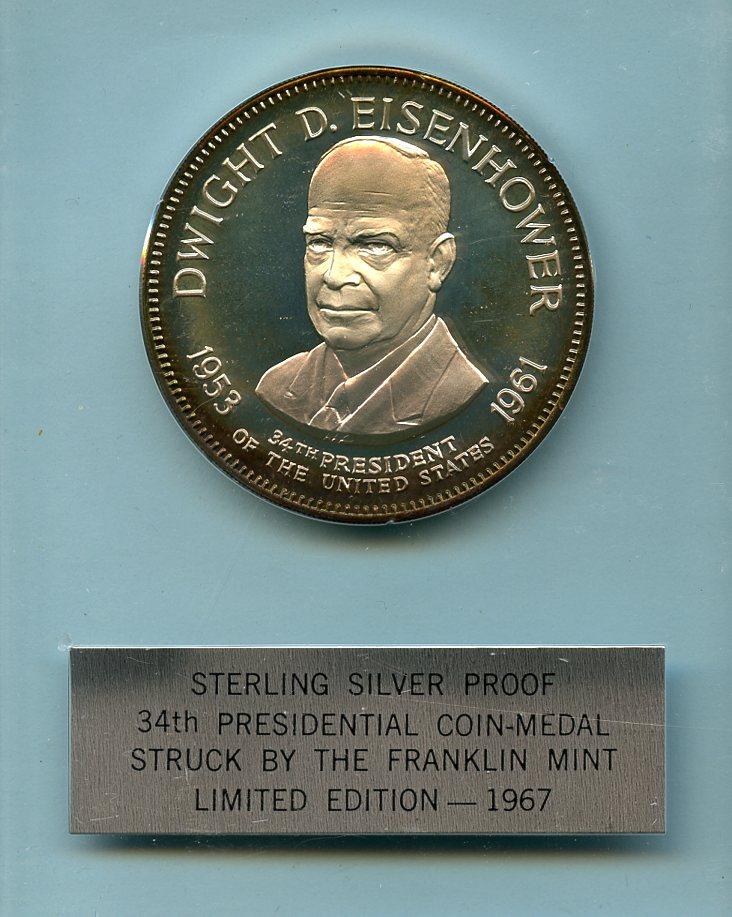 DWIGHT D. EISENHOWER
1953
1961
34TH PRESIDENT
OF THE UNITED STATES
STERLING SILVER PROOF
34th PRESIDENTIAL COIN-MEDAL
STRUCK BY THE FRANKLIN MINT
LIMITED EDITION — 1967